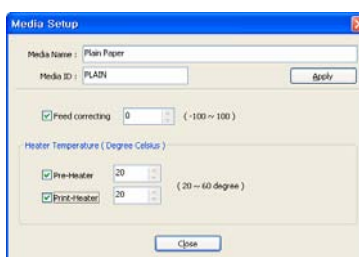 Media Setup
Media Name : Plain Paper
Media ID : PLAIN
Apply
Feed correcting 0 ( -100 ~ 100 )
Heater Temperature ( Degree Celsius )
Pre-Heater 20
( 20 ~ 60 degree )
Print-Heater 20
Close